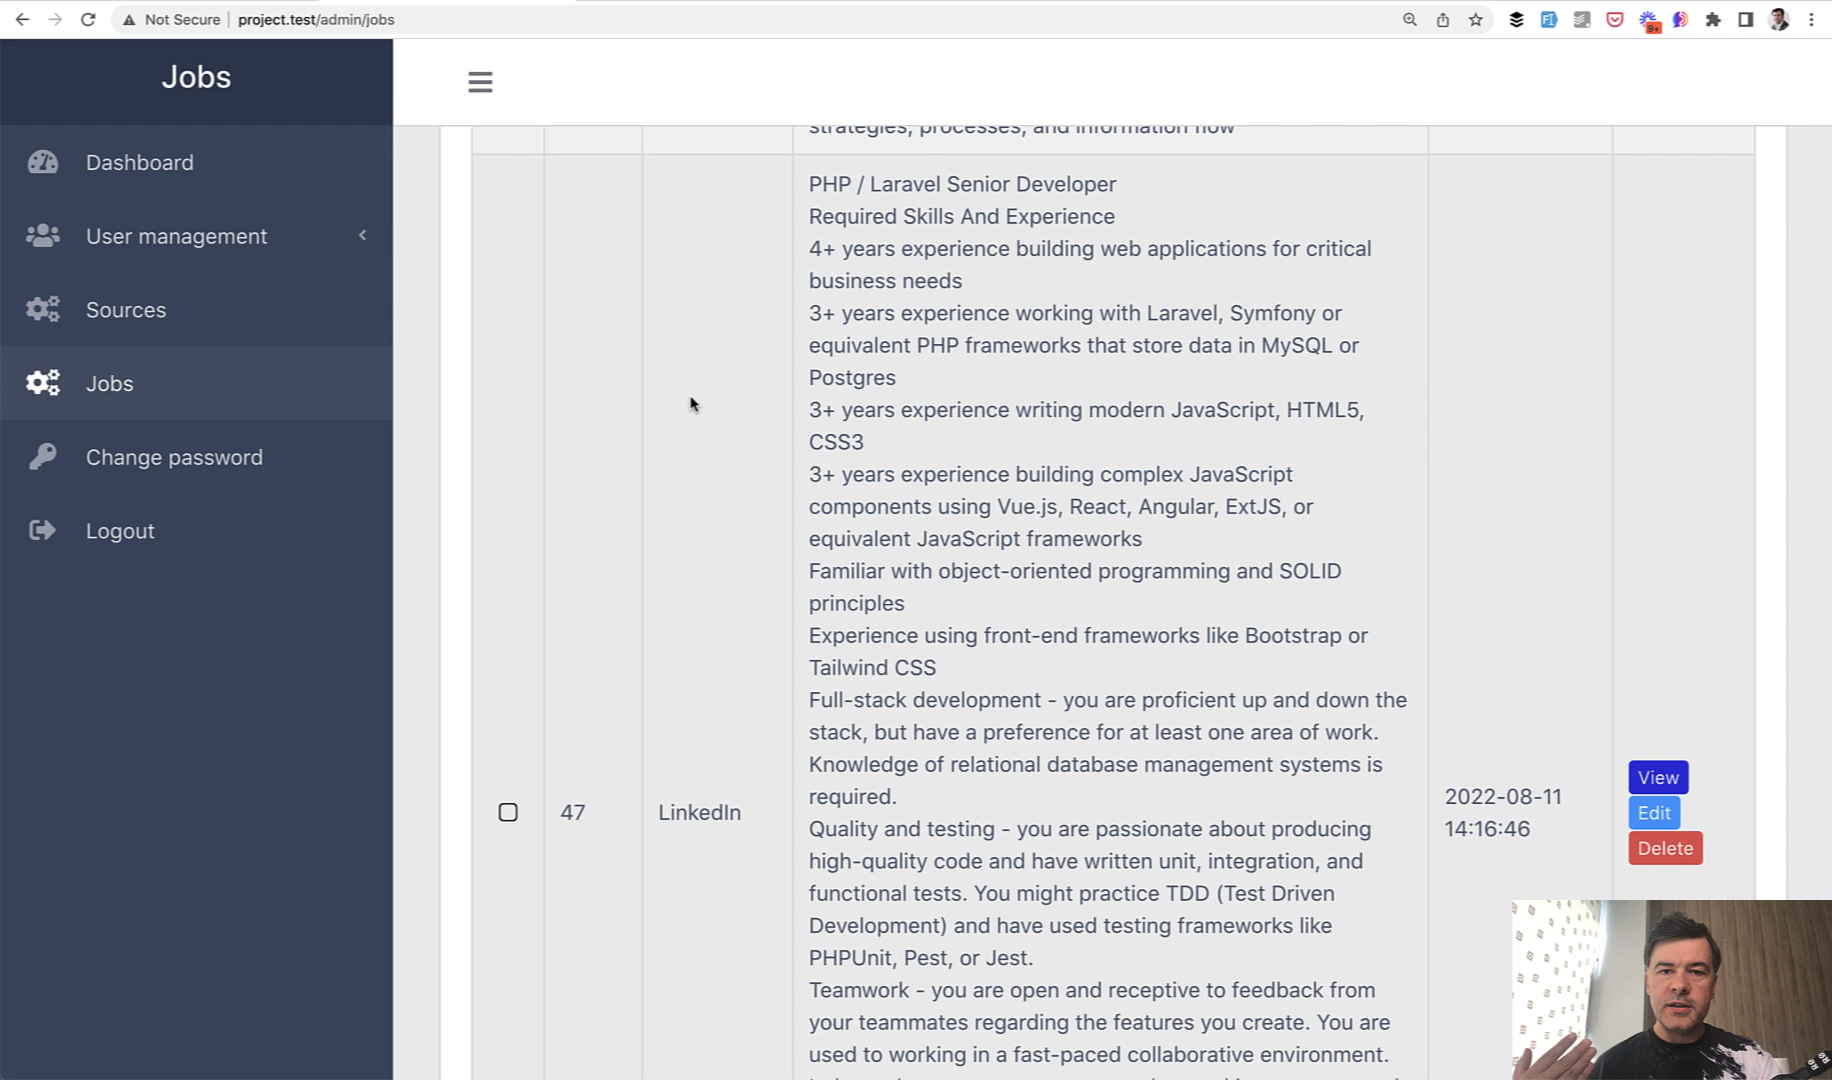 Not Secure | project.test/admin/jobs
9+
Jobs
Dashboard
User management
Sources
Jobs
Change password
Logout
strategies, processes, and information flow
PHP / Laravel Senior Developer
Required Skills And Experience
4+ years experience building web applications for critical
business needs
3+ years experience working with Laravel, Symfony or
equivalent PHP frameworks that store data in MySQL or
Postgres
3+ years experience writing modern JavaScript, HTML5,
CSS3
3+ years experience building complex JavaScript
components using Vue.js, React, Angular, ExtJS, or
equivalent JavaScript frameworks
Familiar with object-oriented programming and SOLID
principles
Experience using front-end frameworks like Bootstrap or
Tailwind CSS
Full-stack development - you are proficient up and down the
stack, but have a preference for at least one area of work.
Knowledge of relational database management systems is
required.
Quality and testing - you are passionate about producing
high-quality code and have written unit, integration, and
functional tests. You might practice TDD (Test Driven
Development) and have used testing frameworks like
PHPUnit, Pest, or Jest.
Teamwork - you are open and receptive to feedback from
your teammates regarding the features you create. You are
used to working in a fast-paced collaborative environment.
47
LinkedIn
2022-08-11
14:16:46
View
Edit
Delete